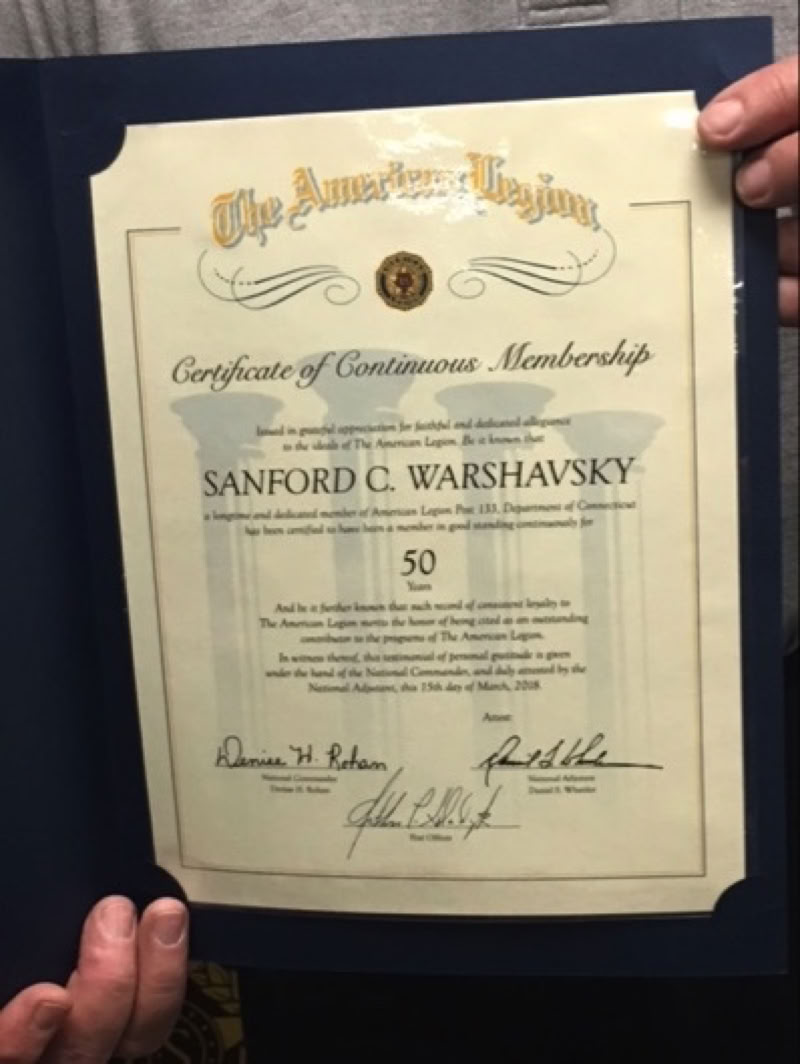 The American Legion
Certificate of Continuous Membership
Issued in grateful appreciation for faithful and dedicated allegiance
to the ideals of The American Legion. Be it known that
SANFORD C. WARSHAVSKY
a longtime and dedicated member of American Legion Post 133, Department of Connecticut
has been certified to have been a member in good standing continuously for
50
Years
And be it further known that such record of consistent loyalty to
The American Legion merits the honor of being cited as an outstanding
contributor to the programs of The American Legion.
In witness thereof, this testimonial of personal gratitude is given
under the hand of the National Commander, and duly attested by the
National Adjutant, this 15th day of March, 2018.
Attest:
Denise H. Rohan
National Commander
Denise H. Rohan
National Adjutant
Daniel S. Wheeler
Post Officer